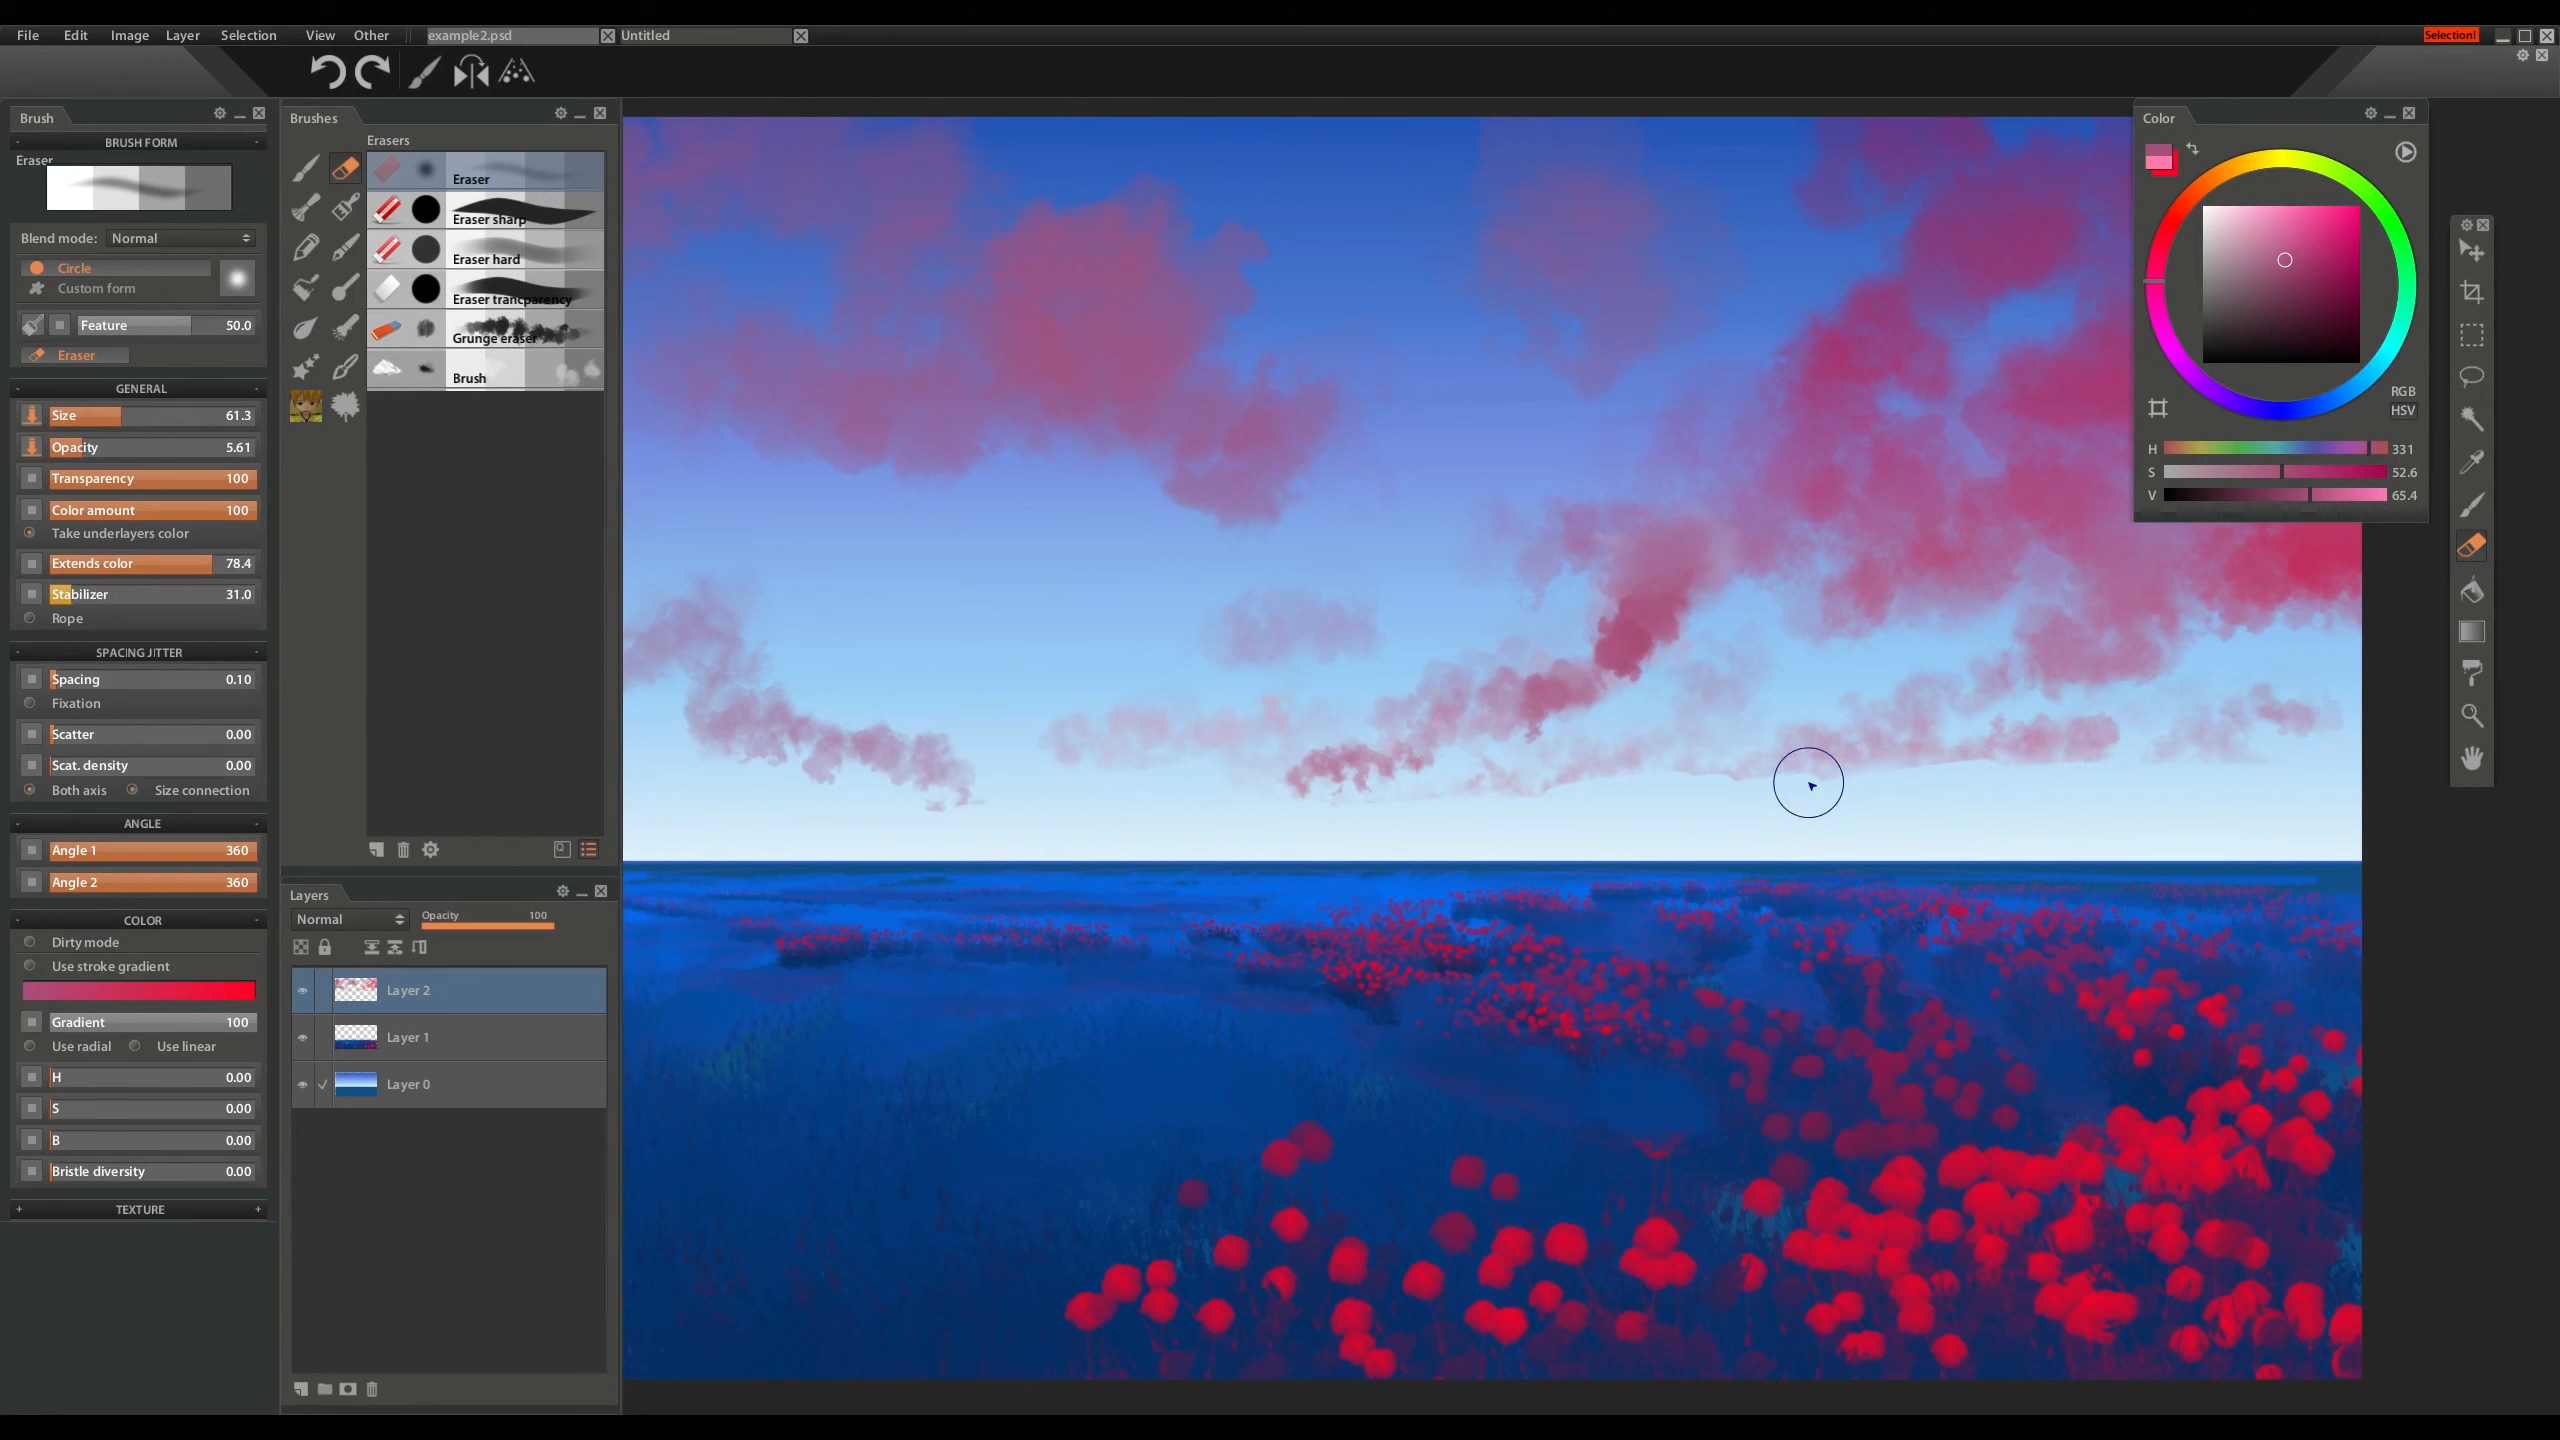 File Edit Image Layer Selection View Other example2.psd Untitled Selection!
Brush
BRUSH FORM
Eraser
Blend mode: Normal
Circle
Custom form
Feature 50.0
Eraser
GENERAL
Size 61.3
Opacity 5.61
Transparency 100
Color amount 100
Take underlayers color
Extends color 78.4
Stabilizer 31.0
Rope
SPACING JITTER
Spacing 0.10
Fixation
Scatter 0.00
Scat. density 0.00
Both axis Size connection
ANGLE
Angle 1 360
Angle 2 360
COLOR
Dirty mode
Use stroke gradient
Gradient 100
Use radial Use linear
H 0.00
S 0.00
B 0.00
Bristle diversity 0.00
TEXTURE
Brushes
Erasers
Eraser
Eraser sharp
Eraser hard
Eraser trancparency
Grunge eraser
Brush
Layers
Normal Opacity 100
Layer 2
Layer 1
Layer 0
Color
RGB
HSV
H 331
S 52.6
V 65.4